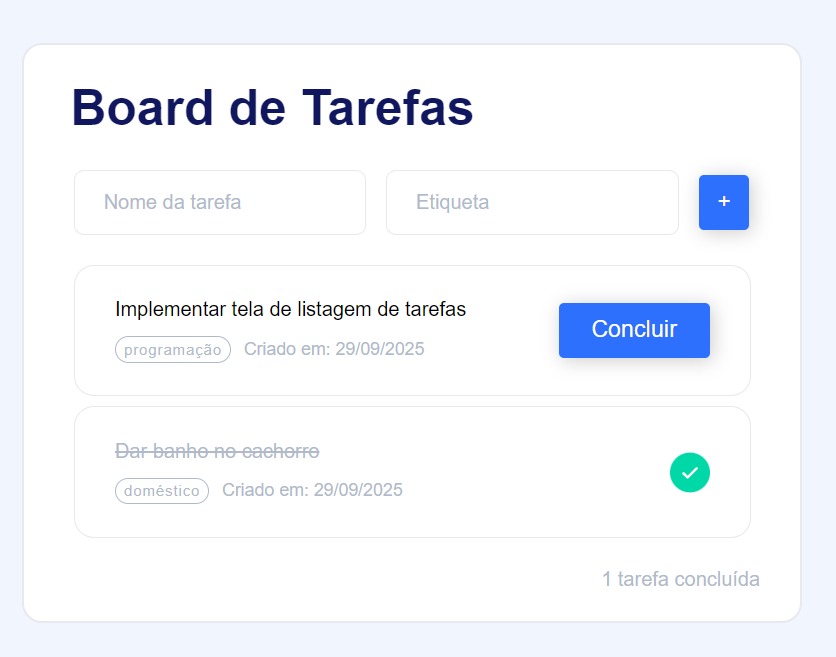 Board de Tarefas
Nome da tarefa
Etiqueta
+
Implementar tela de listagem de tarefas
Concluir
programação
Criado em: 29/09/2025
Dar banho no cachorro
doméstico
Criado em: 29/09/2025
1 tarefa concluída